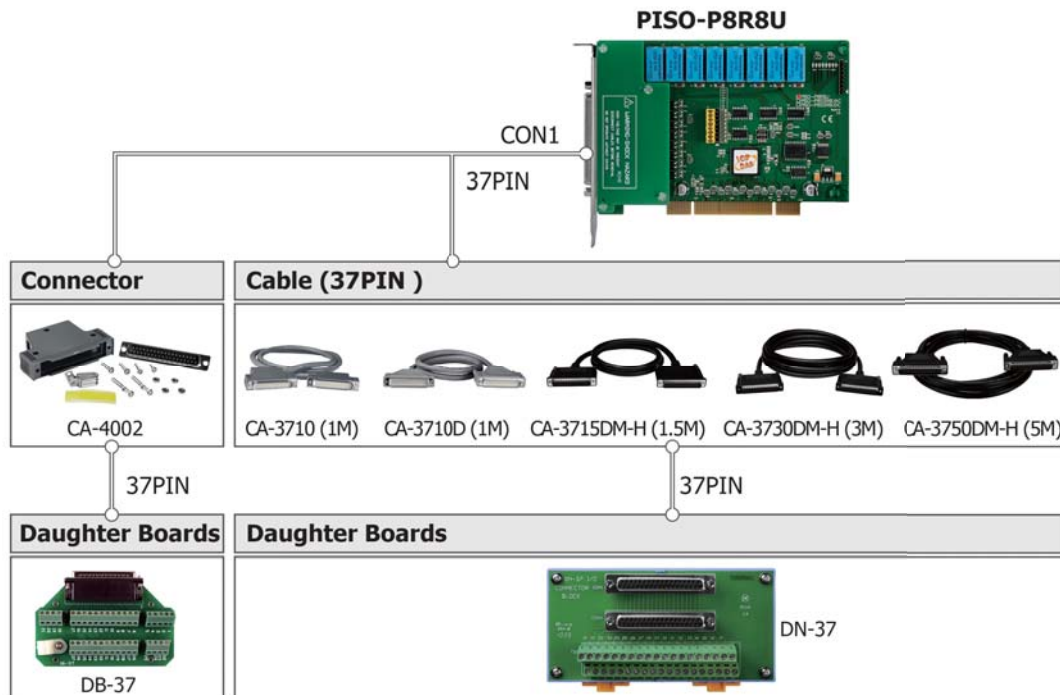 PISO-P8R8U
CON1
37PIN
Connector
Cable (37PIN )
CA-4002
CA-3710 (1M)
CA-3710D (1M)
CA-3715DM-H (1.5M)
CA-3730DM-H (3M)
CA-3750DM-H (5M)
37PIN
37PIN
Daughter Boards
Daughter Boards
DB-37
DN-37